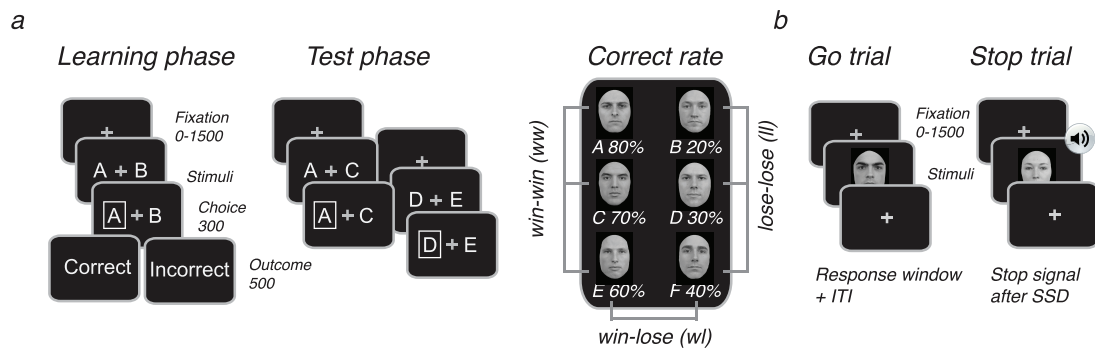 a
Learning phase
Fixation
0-1500
A + B
Stimuli
A + B
Choice
300
Correct
Incorrect
Outcome
500
Test phase
A + C
A + C
D + E
D + E
Correct rate
win-win (ww)
A 80%
B 20%
C 70%
D 30%
E 60%
F 40%
lose-lose (ll)
win-lose (wl)
b
Go trial
Stop trial
Fixation
0-1500
Stimuli
Response window
+ ITI
Stop signal
after SSD